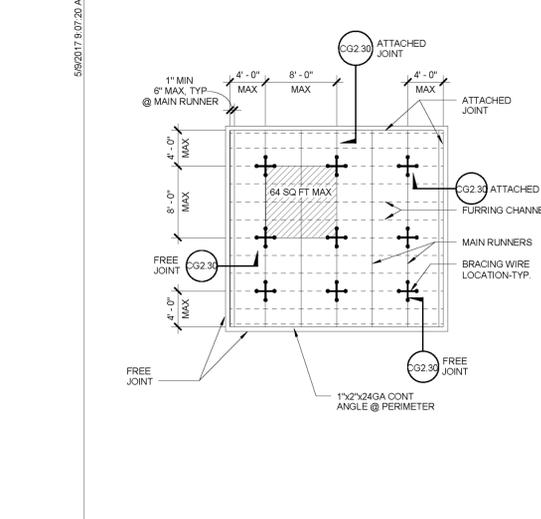 5/9/2017 9:07:20 A
CG2.30
ATTACHED
JOINT
1" MIN
6" MAX, TYP
@ MAIN RUNNER
4' - 0"
MAX
8' - 0"
MAX
4' - 0"
MAX
ATTACHED
JOINT
4' - 0"
MAX
64 SQ FT MAX
CG2.30
ATTACHED
8' - 0"
MAX
FURRING CHANNE
MAIN RUNNERS
FREE
JOINT
CG2.30
BRACING WIRE
LOCATION-TYP.
4' - 0"
MAX
CG2.30
FREE
JOINT
FREE
JOINT
1"x2"x24GA CONT
ANGLE @ PERIMETER